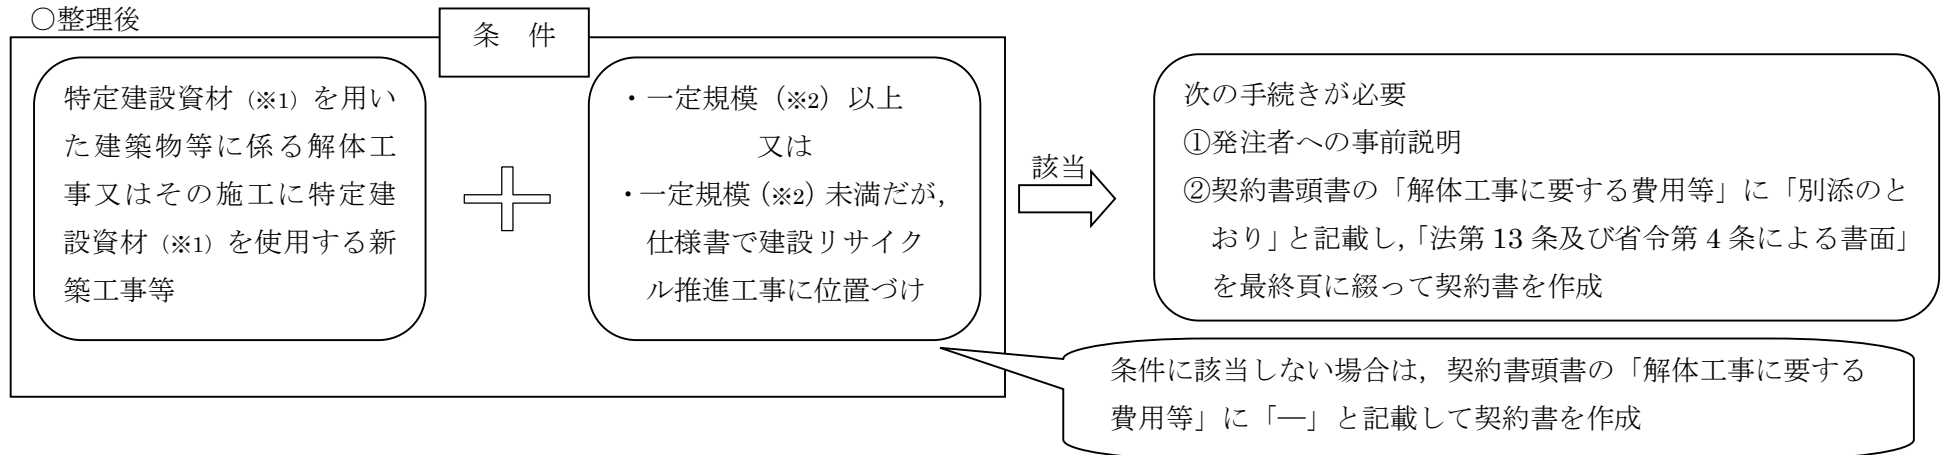 ○整理後
条　件
特定建設資材（※1）を用い
た建築物等に係る解体工
事又はその施工に特定建
設資材（※1）を使用する新
築工事等
・一定規模（※2）以上
又は
・一定規模（※2）未満だが，
仕様書で建設リサイク
ル推進工事に位置づけ
該当
次の手続きが必要
①発注者への事前説明
②契約書頭書の「解体工事に要する費用等」に「別添のと
おり」と記載し，「法第 13 条及び省令第 4 条による書面」
を最終頁に綴って契約書を作成
条件に該当しない場合は，契約書頭書の「解体工事に要する
費用等」に「―」と記載して契約書を作成